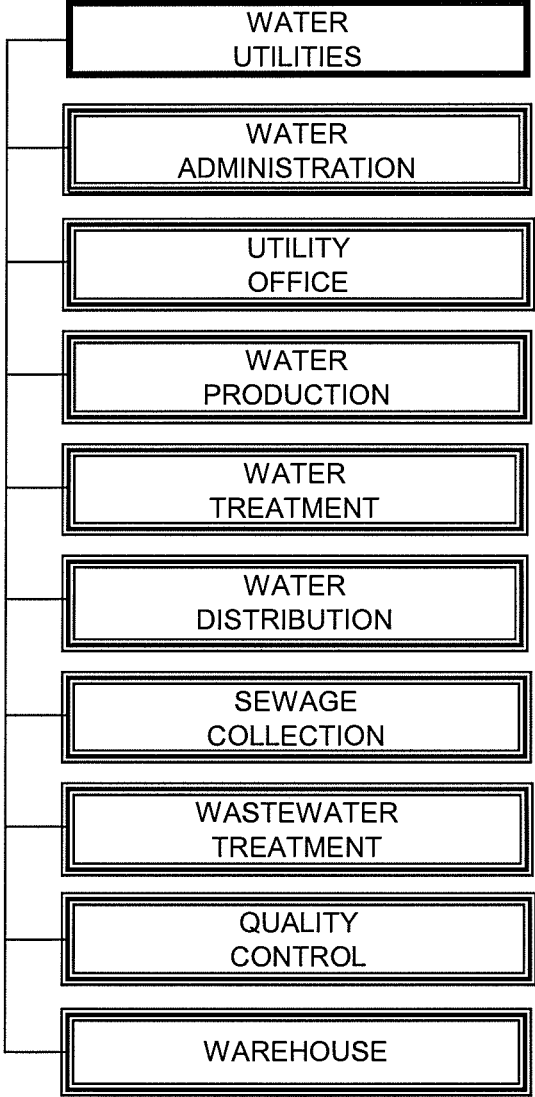 WATER
UTILITIES
WATER
ADMINISTRATION
UTILITY
OFFICE
WATER
PRODUCTION
WATER
TREATMENT
WATER
DISTRIBUTION
SEWAGE
COLLECTION
WASTEWATER
TREATMENT
QUALITY
CONTROL
WAREHOUSE